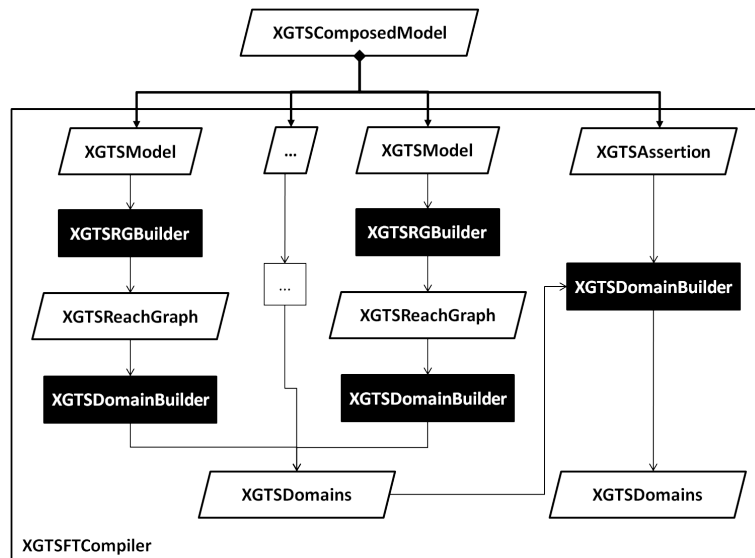 XGTSComposedModel
XGTSModel
...
XGTSModel
XGTSAssertion
XGTSRGBuilder
XGTSRGBuilder
...
XGTSDomainBuilder
XGTSReachGraph
XGTSReachGraph
XGTSDomainBuilder
XGTSDomainBuilder
XGTSDomains
XGTSDomains
XGTSFTCompiler